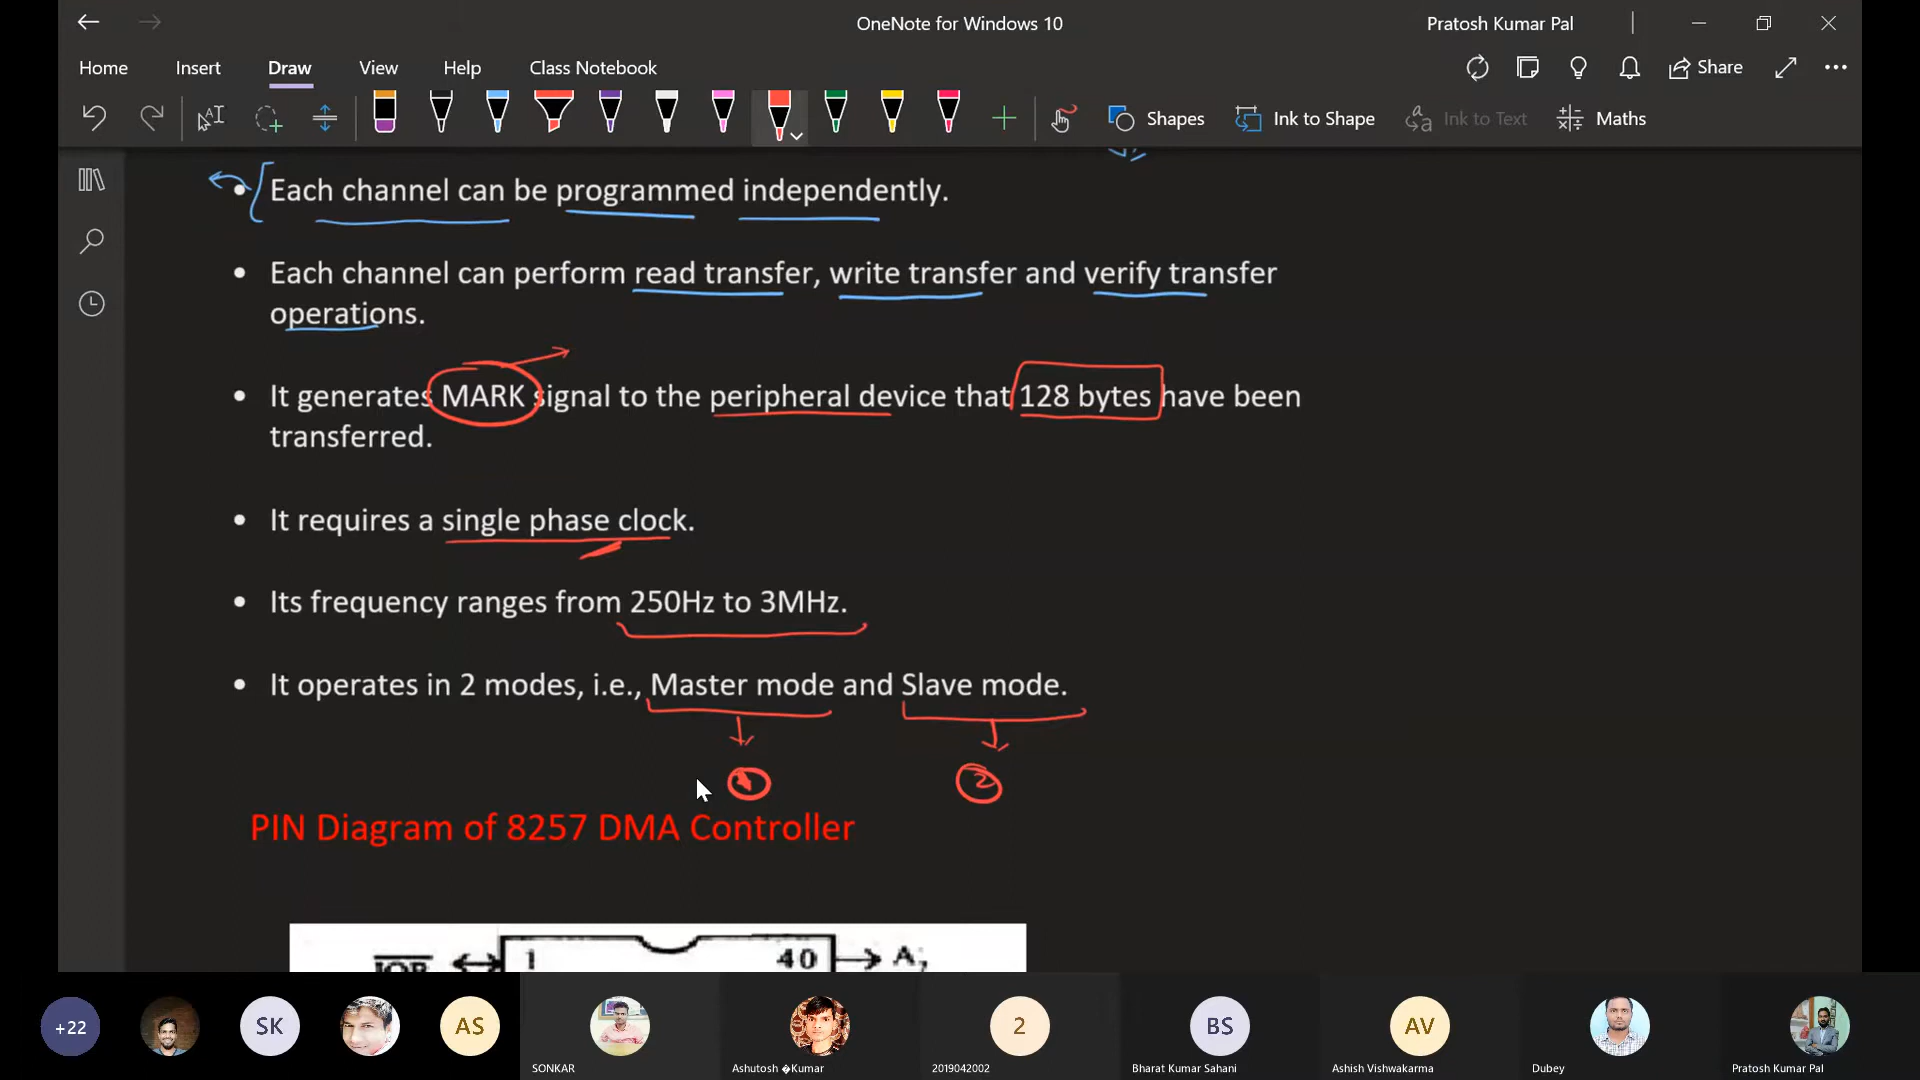 OneNote for Windows 10
Pratosh Kumar Pal
Home Insert Draw View Help Class Notebook
Share
Shapes Ink to Shape Ink to Text Maths
• Each channel can be programmed independently.
• Each channel can perform read transfer, write transfer and verify transfer
operations.
• It generates MARK signal to the peripheral device that 128 bytes have been
transferred.
• It requires a single phase clock.
• Its frequency ranges from 250Hz to 3MHz.
• It operates in 2 modes, i.e., Master mode and Slave mode.
1 2
PIN Diagram of 8257 DMA Controller
1 40 A7
+22 SK AS 2 BS AV
SONKAR Ashutosh �Kumar 2019042002 Bharat Kumar Sahani Ashish Vishwakarma Dubey Pratosh Kumar Pal